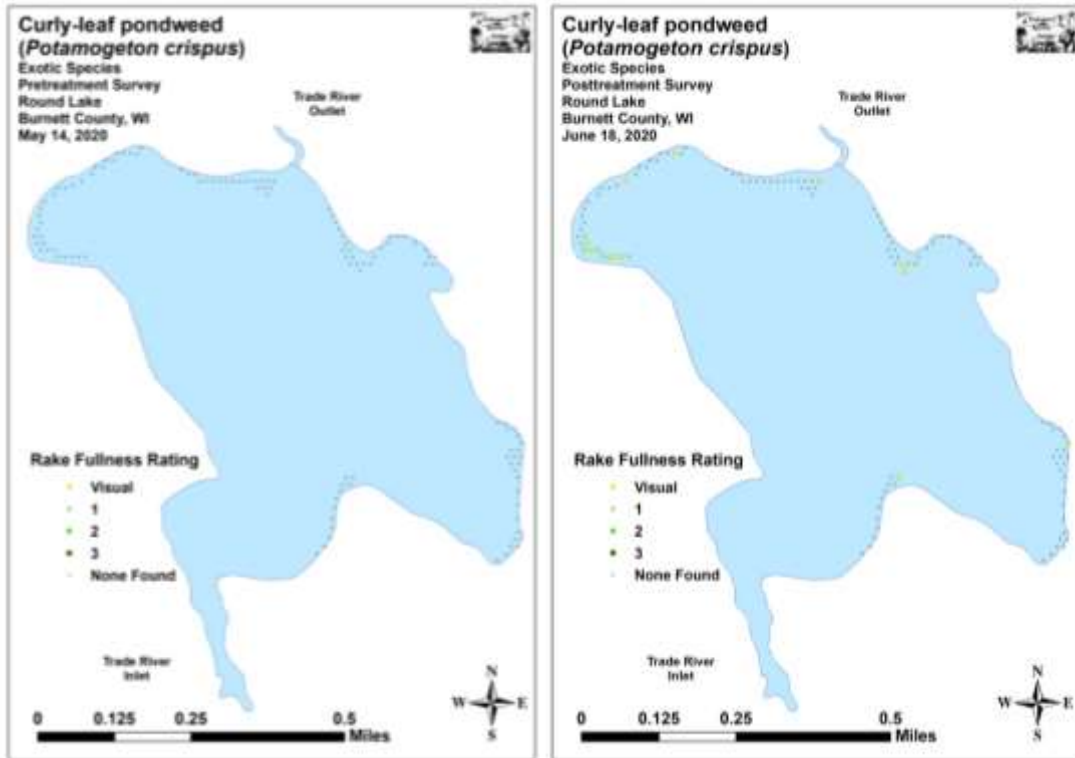 Curly-leaf pondweed
(Potamogeton crispus)
Exotic Species
Pretreatment Survey
Round Lake
Burnett County, WI
May 14, 2020
Trade River
Outlet
Rake Fullness Rating
Visual
1
2
3
None Found
Trade River
Inlet
N
W E
S
0 0.125 0.25 0.5
Miles
Curly-leaf pondweed
(Potamogeton crispus)
Exotic Species
Posttreatment Survey
Round Lake
Burnett County, WI
June 18, 2020
Trade River
Outlet
Rake Fullness Rating
Visual
1
2
3
None Found
Trade River
Inlet
N
W E
S
0 0.125 0.25 0.5
Miles